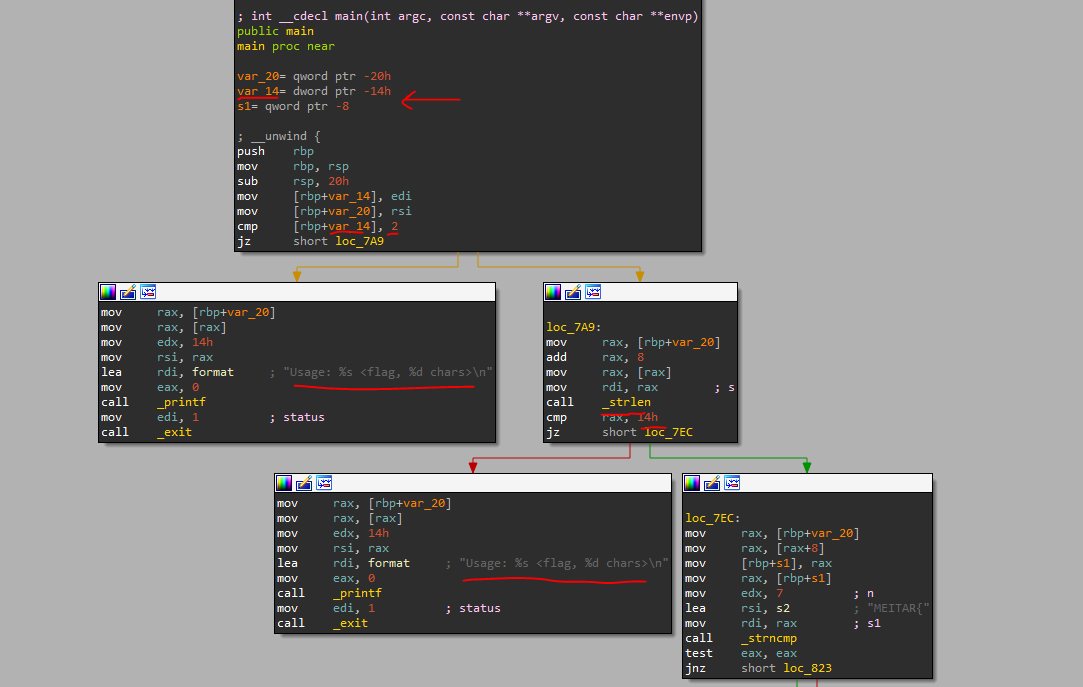 ; int __cdecl main(int argc, const char **argv, const char **envp)
public main
main proc near
var_20= qword ptr -20h
var_14= dword ptr -14h
s1= qword ptr -8
; __unwind {
push rbp
mov rbp, rsp
sub rsp, 20h
mov [rbp+var_14], edi
mov [rbp+var_20], rsi
cmp [rbp+var_14], 2
jz short loc_7A9
mov rax, [rbp+var_20]
mov rax, [rax]
mov edx, 14h
mov rsi, rax
lea rdi, format ; "Usage: %s <flag, %d chars>\n"
mov eax, 0
call _printf
mov edi, 1 ; status
call _exit
loc_7A9:
mov rax, [rbp+var_20]
add rax, 8
mov rax, [rax]
mov rdi, rax ; s
call _strlen
cmp rax, 14h
jz short loc_7EC
mov rax, [rbp+var_20]
mov rax, [rax]
mov edx, 14h
mov rsi, rax
lea rdi, format ; "Usage: %s <flag, %d chars>\n"
mov eax, 0
call _printf
mov edi, 1 ; status
call _exit
loc_7EC:
mov rax, [rbp+var_20]
mov rax, [rax+8]
mov [rbp+s1], rax
mov rax, [rbp+s1]
mov edx, 7 ; n
lea rsi, s2 ; "MEITAR{"
mov rdi, rax ; s1
call _strncmp
test eax, eax
jnz short loc_823